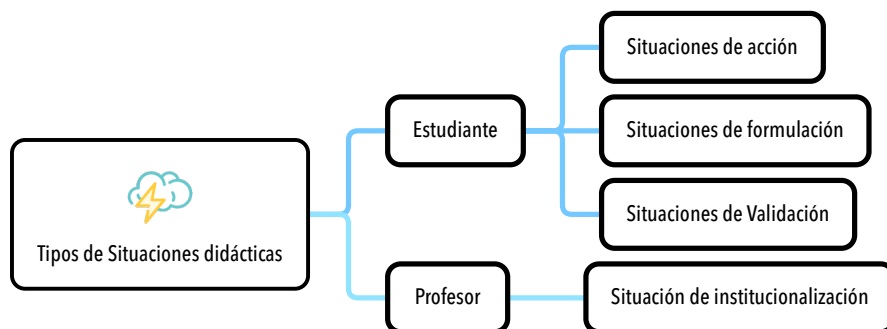 Tipos de Situaciones didácticas
Estudiante
Situaciones de acción
Situaciones de formulación
Situaciones de Validación
Profesor
Situación de institucionalización